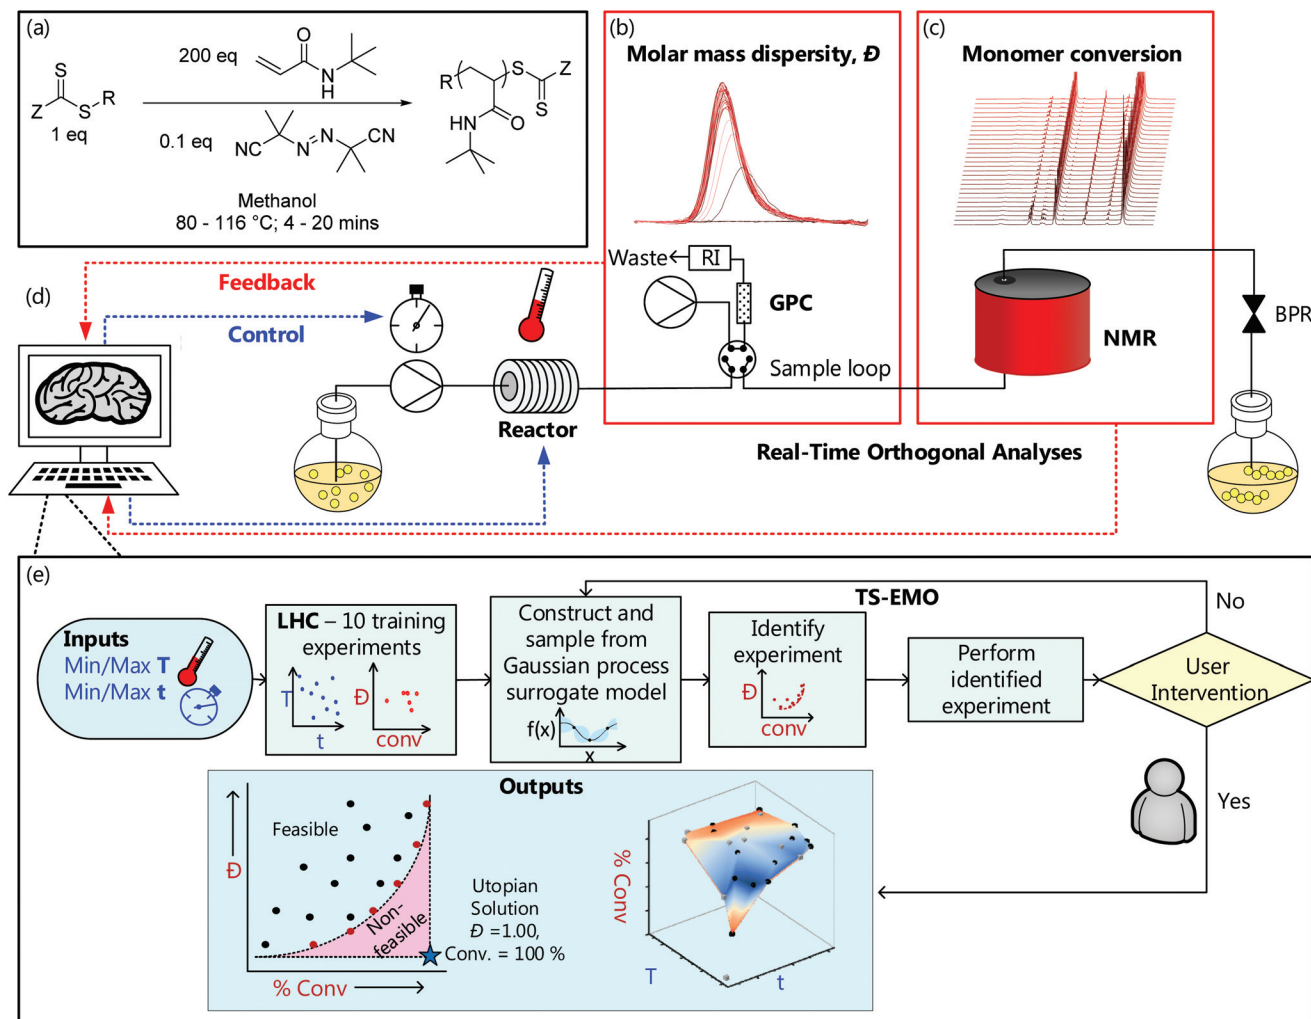 (a)
S
Z
S
R
1 eq
200 eq
O
N
H
0.1 eq
NC
N
N
CN
Methanol
80 - 116 °C; 4 - 20 mins
R
S
Z
S
HN
O
(b)
Molar mass dispersity, Đ
Waste
RI
GPC
Sample loop
(c)
Monomer conversion
NMR
BPR
Real-Time Orthogonal Analyses
(d)
Feedback
Control
Reactor
(e)
Inputs
Min/Max T
Min/Max t
LHC – 10 training
experiments
T
t
Đ
conv
Construct and
sample from
Gaussian process
surrogate model
f(x)
x
TS-EMO
Identify
experiment
Đ
conv
Perform
identified
experiment
User
Intervention
No
Yes
Outputs
Đ
Feasible
Non-
feasible
% Conv
Utopian
Solution
Đ =1.00,
Conv. = 100 %
% Conv
T
t